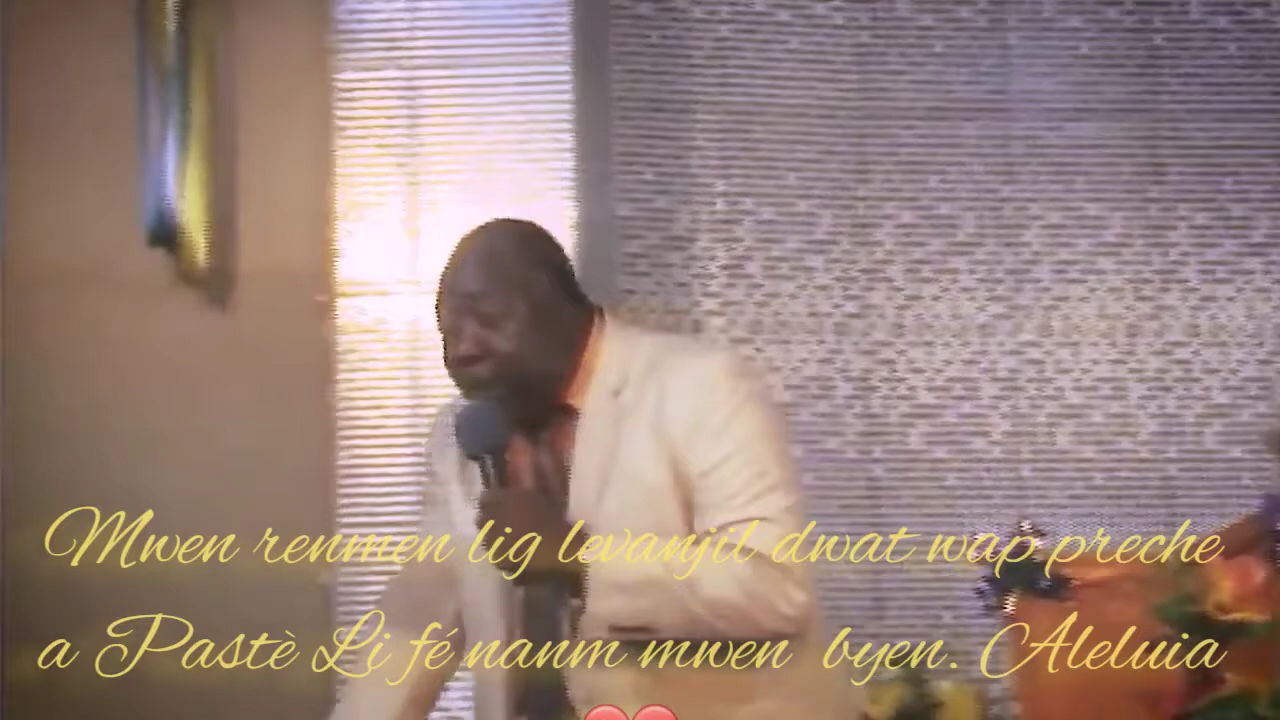 Mwen renmen lig levanjil dwat wap preche
a Pastè Li fé nanm mwen byen. Aleluia